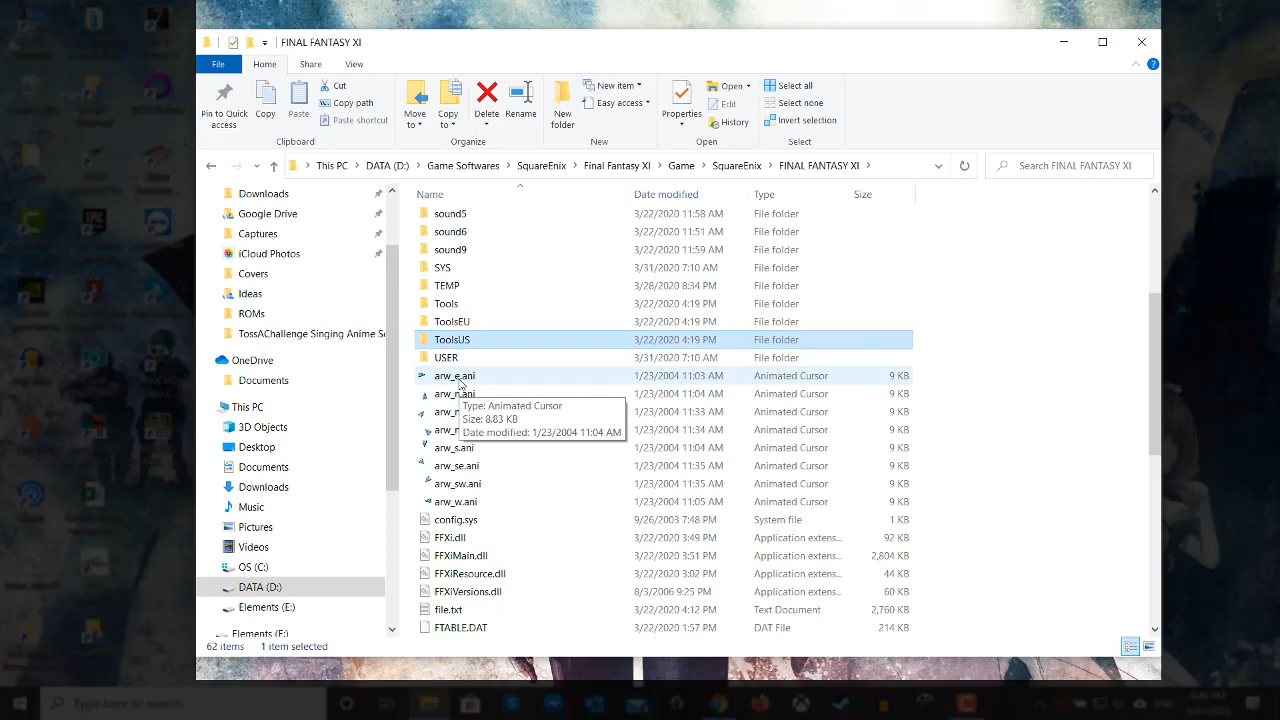 FINAL FANTASY XI
File
Home
Share
View
Pin to Quick access
Copy
Paste
Cut
Copy path
Paste shortcut
Clipboard
Move to
Copy to
Delete
Rename
Organize
New folder
New item
Easy access
New
Properties
Open
Edit
History
Open
Select all
Select none
Invert selection
Select
This PC > DATA (D:) > Game Softwares > SquareEnix > Final Fantasy XI > Game > SquareEnix > FINAL FANTASY XI >
Search FINAL FANTASY XI
Downloads
Google Drive
Captures
iCloud Photos
Covers
Ideas
ROMs
TossAChallenge Singing Anime S
OneDrive
Documents
This PC
3D Objects
Desktop
Documents
Downloads
Music
Pictures
Videos
OS (C:)
DATA (D:)
Elements (E:)
Elements (E:)
Name Date modified Type Size
sound5 3/22/2020 11:58 AM File folder
sound6 3/22/2020 11:51 AM File folder
sound9 3/22/2020 11:59 AM File folder
SYS 3/31/2020 7:10 AM File folder
TEMP 3/28/2020 8:34 PM File folder
Tools 3/22/2020 4:19 PM File folder
ToolsEU 3/22/2020 4:19 PM File folder
ToolsUS 3/22/2020 4:19 PM File folder
USER 3/31/2020 7:10 AM File folder
arw_e.ani 1/23/2004 11:03 AM Animated Cursor 9 KB
arw_n.ani 1/23/2004 11:04 AM Animated Cursor 9 KB
1/23/2004 11:33 AM Animated Cursor 9 KB
1/23/2004 11:34 AM Animated Cursor 9 KB
arw_s.ani 1/23/2004 11:04 AM Animated Cursor 9 KB
arw_se.ani 1/23/2004 11:35 AM Animated Cursor 9 KB
arw_sw.ani 1/23/2004 11:35 AM Animated Cursor 9 KB
arw_w.ani 1/23/2004 11:05 AM Animated Cursor 9 KB
config.sys 9/26/2003 7:48 PM System file 1 KB
FFXi.dll 3/22/2020 3:49 PM Application extens... 92 KB
FFXiMain.dll 3/22/2020 3:51 PM Application extens... 2,804 KB
FFXiResource.dll 3/22/2020 3:02 PM Application extens... 44 KB
FFXiVersions.dll 8/3/2006 9:25 PM Application extens... 60 KB
file.txt 3/22/2020 4:12 PM Text Document 2,760 KB
FTABLE.DAT 3/22/2020 1:57 PM DAT File 214 KB
Type: Animated Cursor
Size: 8.83 KB
Date modified: 1/23/2004 11:04 AM
62 items 1 item selected
Type here to search
ENG